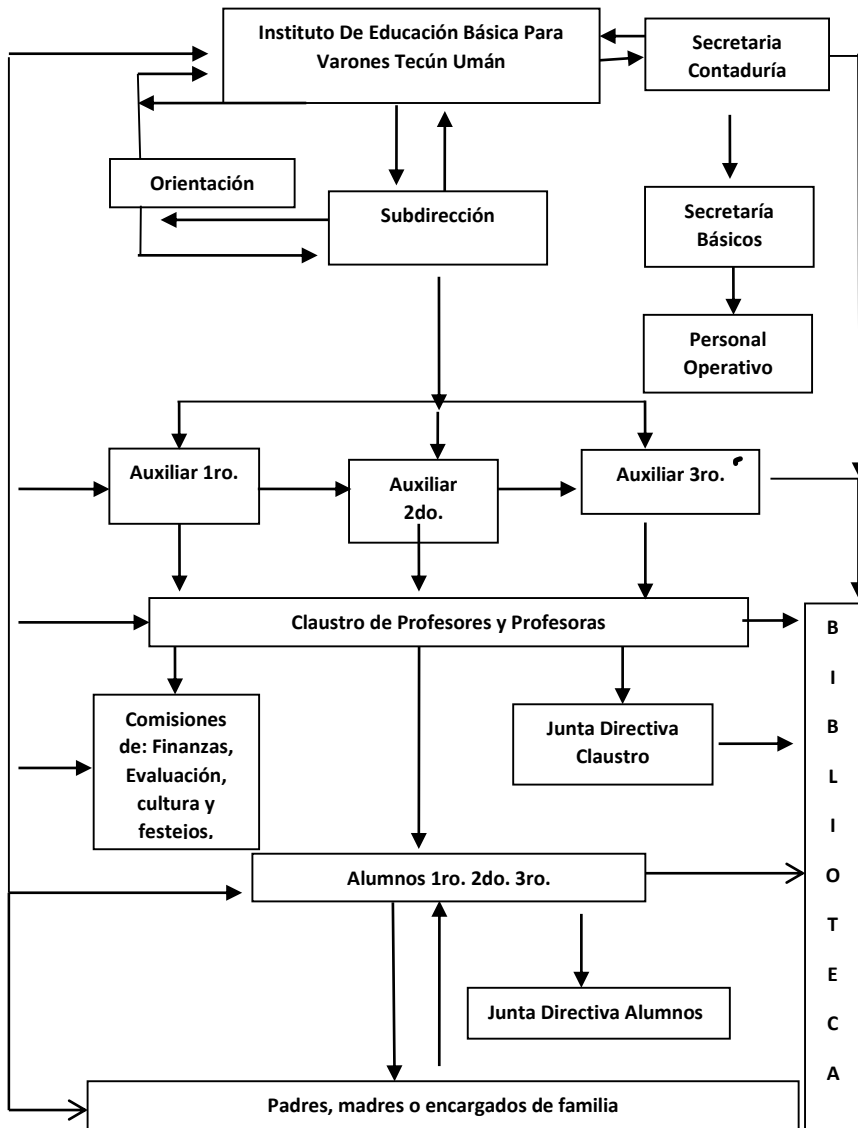 Instituto De Educación Básica Para
Varones Tecún Umán
Secretaria
Contaduría
Orientación
Subdirección
Secretaría
Básicos
Personal
Operativo
Auxiliar 1ro.
Auxiliar
2do.
Auxiliar 3ro.
Claustro de Profesores y Profesoras
B
I
B
L
I
O
T
E
C
A
Comisiones
de: Finanzas,
Evaluación,
cultura y
festejos.
Junta Directiva
Claustro
Alumnos 1ro. 2do. 3ro.
Junta Directiva Alumnos
Padres, madres o encargados de familia